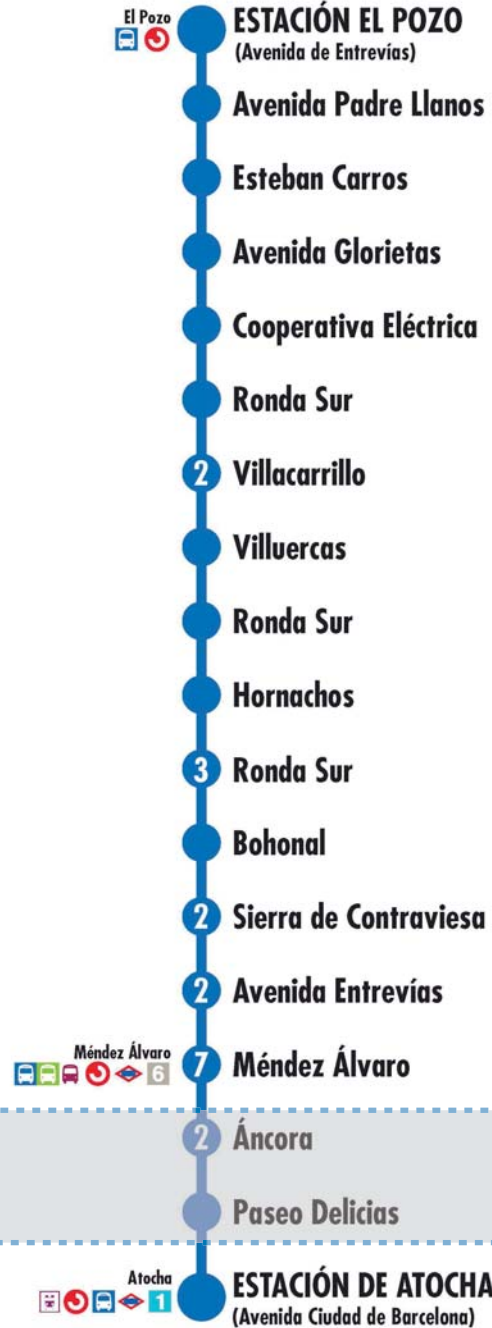 El Pozo
ESTACIÓN EL POZO
(Avenida de Entrevías)
Avenida Padre Llanos
Esteban Carros
Avenida Glorietas
Cooperativa Eléctrica
Ronda Sur
2 Villacarrillo
Villuercas
Ronda Sur
Hornachos
3 Ronda Sur
Bohonal
2 Sierra de Contraviesa
2 Avenida Entrevías
Méndez Álvaro
6
7 Méndez Álvaro
2 Áncora
Paseo Delicias
Atocha
1
ESTACIÓN DE ATOCHA
(Avenida Ciudad de Barcelona)